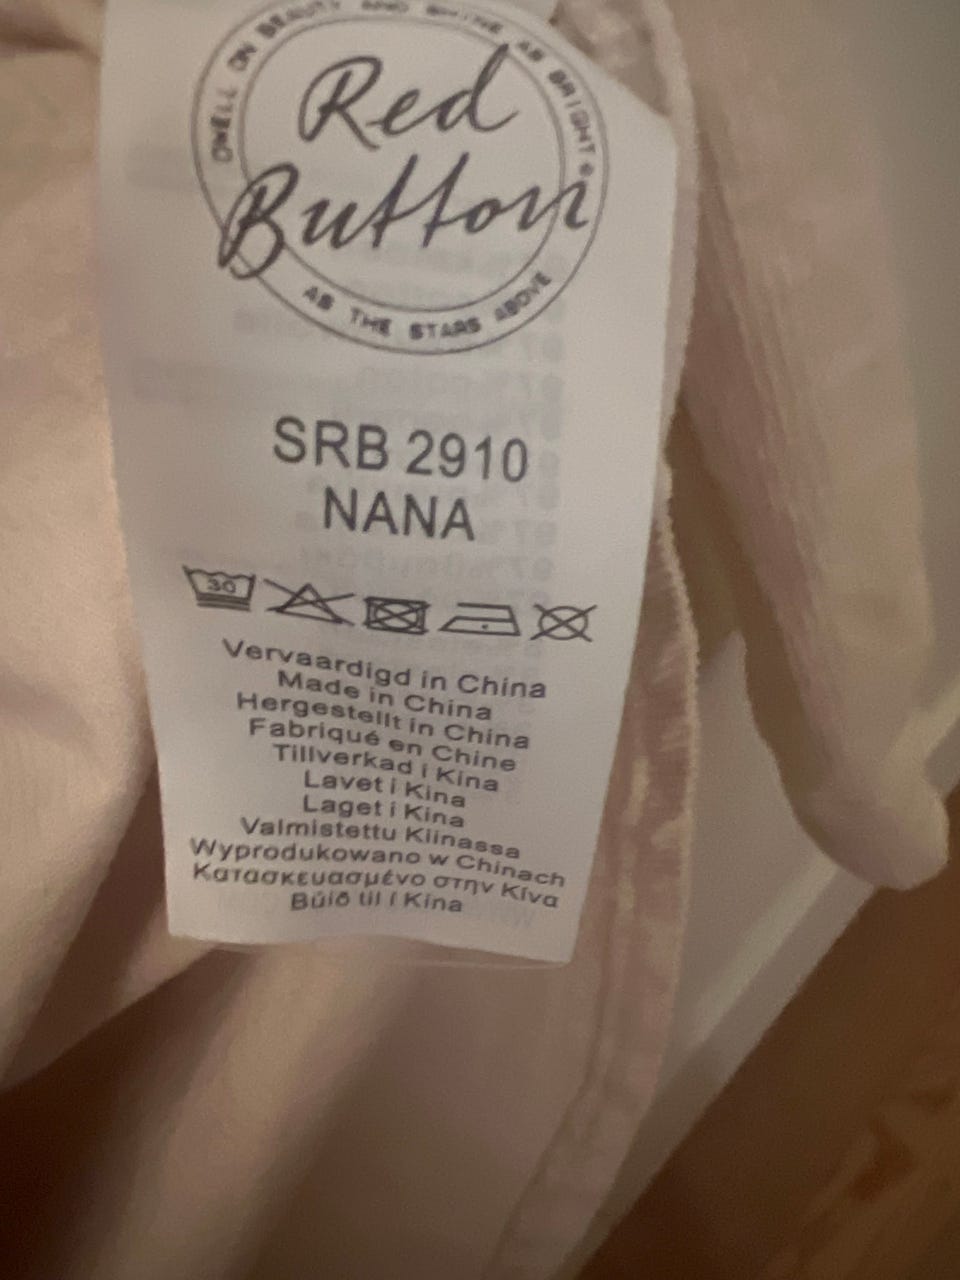 DWELL ON BEAUTY AND SHINE AS BRIGHT
Red
Button
AS THE STARS ABOVE
SRB 2910
NANA
30
Vervaardigd in China
Made in China
Hergestellt in China
Fabriqué en Chine
Tillverkad i Kina
Lavet i Kina
Laget i Kina
Valmistettu Kiinassa
Wyprodukowano w Chinach
Κατασκευασμένο στην Κίνα
Búið til í Kína